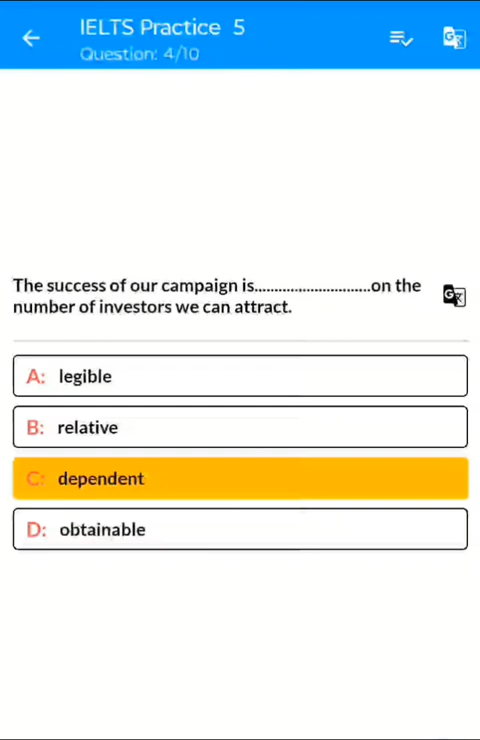 IELTS Practice 5
Question: 4/10
The success of our campaign is............................on the
number of investors we can attract.
A: legible
B: relative
C: dependent
D: obtainable